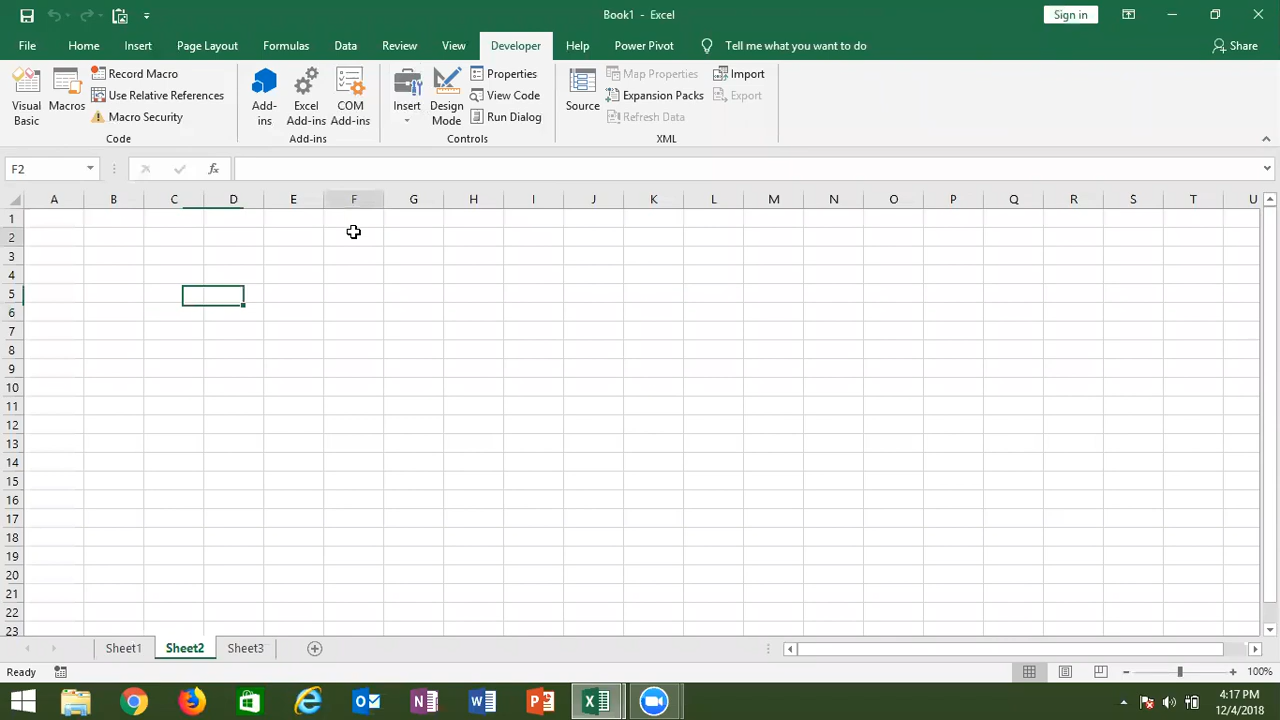 Book1 - Excel
Sign in
File Home Insert Page Layout Formulas Data Review View Developer Help Power Pivot Tell me what you want to do Share
Visual Basic
Macros
Record Macro
Use Relative References
Macro Security
Code
Add-ins
Excel Add-ins
COM Add-ins
Add-ins
Insert
Design Mode
Properties
View Code
Run Dialog
Controls
Source
Map Properties
Expansion Packs
Refresh Data
Import
Export
XML
F2
fx
A B C D E F G H I J K L M N O P Q R S T U
1
2
3
4
5
6
7
8
9
10
11
12
13
14
15
16
17
18
19
20
21
22
23
Sheet1 Sheet2 Sheet3
Ready
100%
4:17 PM
12/4/2018